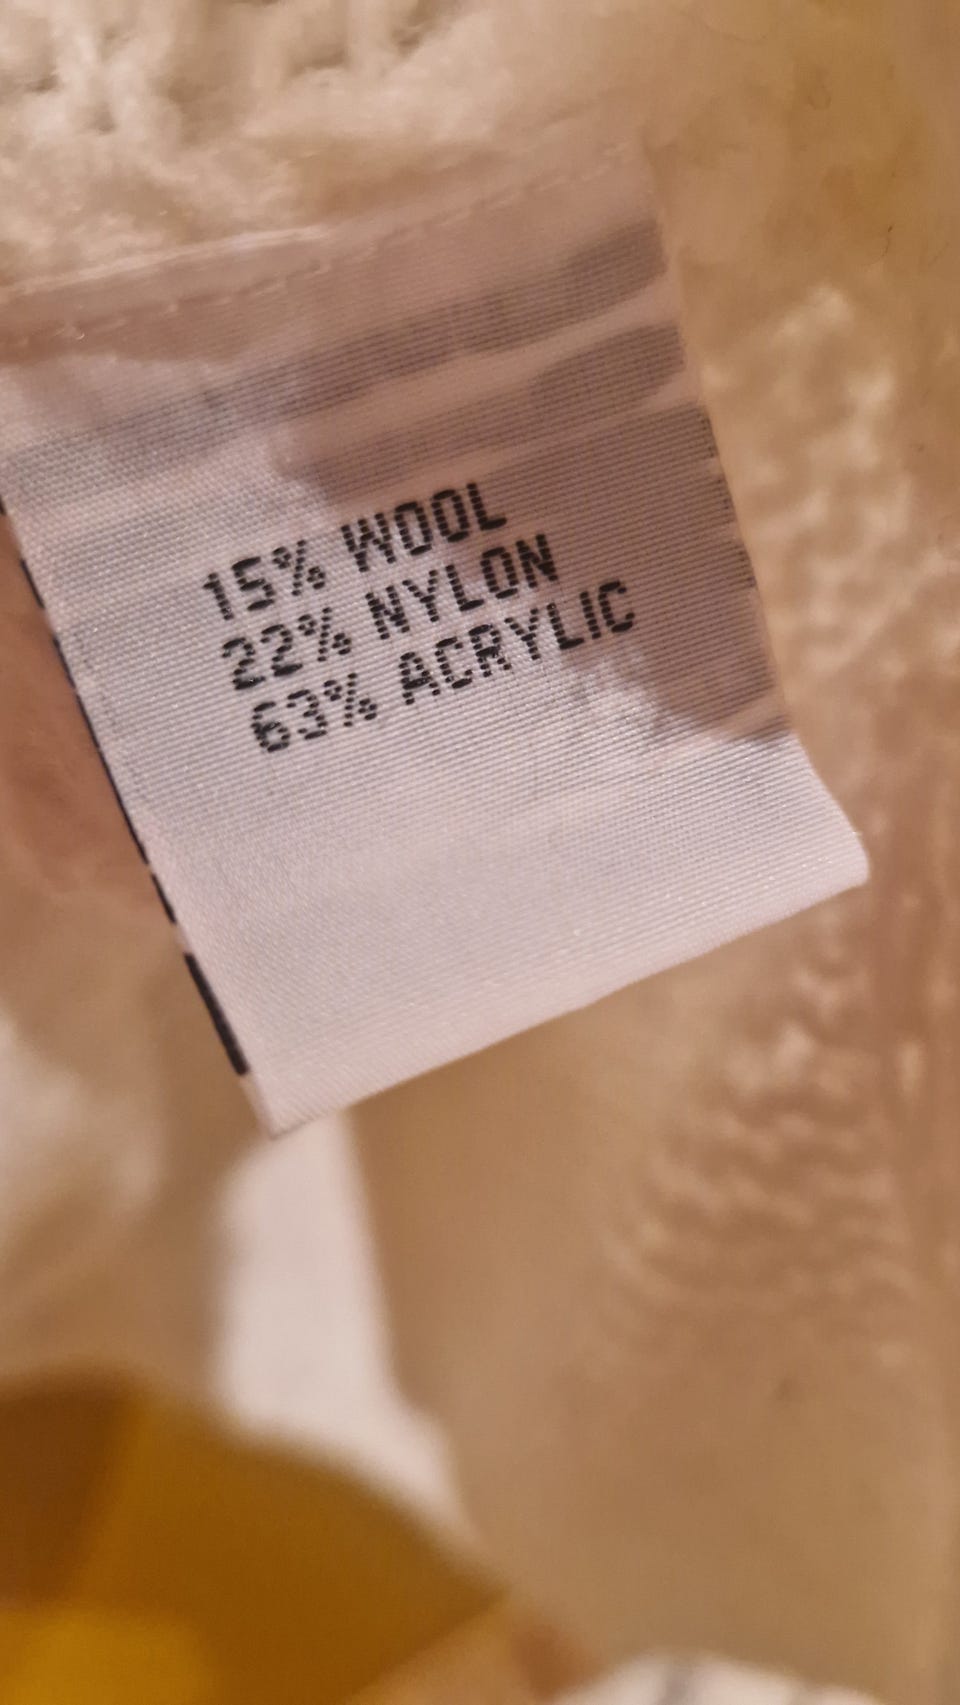 15% WOOL
22% NYLON
63% ACRYLIC